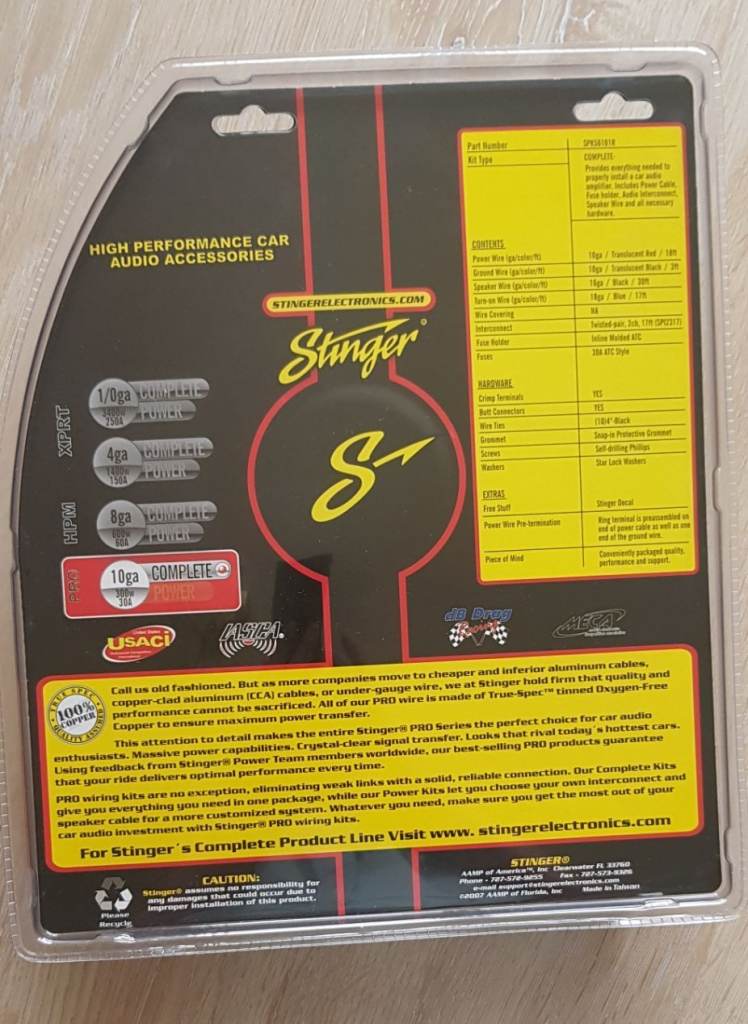 HIGH PERFORMANCE CAR
AUDIO ACCESSORIES
STINGERELECTRONICS.COM
Stinger®
S
XPRT
1/0ga COMPLETE
POWER
3400w
250A
4ga COMPLETE
POWER
1400w
150A
HPM
8ga COMPLETE
POWER
600w
60A
PRO
10ga COMPLETE
POWER
300w
30A
Part Number
Kit Type COMPLETE-
Provides everything needed to
properly install a car audio
amplifier. Includes Power Cable,
Fuse holder, Audio Interconnect,
Speaker Wire and all necessary
hardware.
CONTENTS
Power Wire (ga/color/ft) 10ga / Translucent Red / 18ft
Ground Wire (ga/color/ft) 10ga / Translucent Black / 3ft
Speaker Wire (ga/color/ft) 16ga / Black / 30ft
Turn-on Wire (ga/color/ft) 18ga / Blue / 17ft
Wire Covering NA
Interconnect Twisted-pair, 2ch, 17ft (SPI2317)
Fuse Holder Inline Molded ATC
Fuses 30A ATC Style
HARDWARE
Crimp Terminals YES
Butt Connectors YES
Wire Ties (10)4"-Black
Grommet Snap-in Protective Grommet
Screws Self-drilling Phillips
Washers Star Lock Washers
EXTRAS
Free Stuff Stinger Decal
Power Wire Pre-termination Ring terminal is preassembled on
end of power cable as well as one
end of the ground wire.
Piece of Mind Conveniently packaged quality,
performance and support.
United States
USACi
IASCA®
dB Drag
Racing
MECA
TRUE SPEC
100%
COPPER
QUALITY ASSURED
Call us old fashioned. But as more companies move to cheaper and inferior aluminum cables,
copper-clad aluminum (CCA) cables, or under-gauge wire, we at Stinger hold firm that quality and
performance cannot be sacrificed. All of our PRO wire is made of True-Spec™ tinned Oxygen-Free
Copper to ensure maximum power transfer.
This attention to detail makes the entire Stinger® PRO Series the perfect choice for car audio
enthusiasts. Massive power capabilities. Crystal-clear signal transfer. Looks that rival today´s hottest cars.
Using feedback from Stinger® Power Team members worldwide, our best-selling PRO products guarantee
that your ride delivers optimal performance every time.
PRO wiring kits are no exception, eliminating weak links with a solid, reliable connection. Our Complete Kits
give you everything you need in one package, while our Power Kits let you choose your own interconnect and
speaker cable for a more customized system. Whatever you need, make sure you get the most out of your
car audio investment with Stinger® PRO wiring kits.
For Stinger´s Complete Product Line Visit www. stingerelectronics.com
Please
Recycle
CAUTION:
Stinger® assumes no responsibility for
any damages that could occur due to
improper installation of this product.
STINGER®
AAMP of America™, Inc Clearwater FL 33760
Phone - 727-572-9255 Fax - 727-573-9326
e-mail support@stingerelectronics.com
©2007 AAMP of Florida, Inc Made in Taiwan